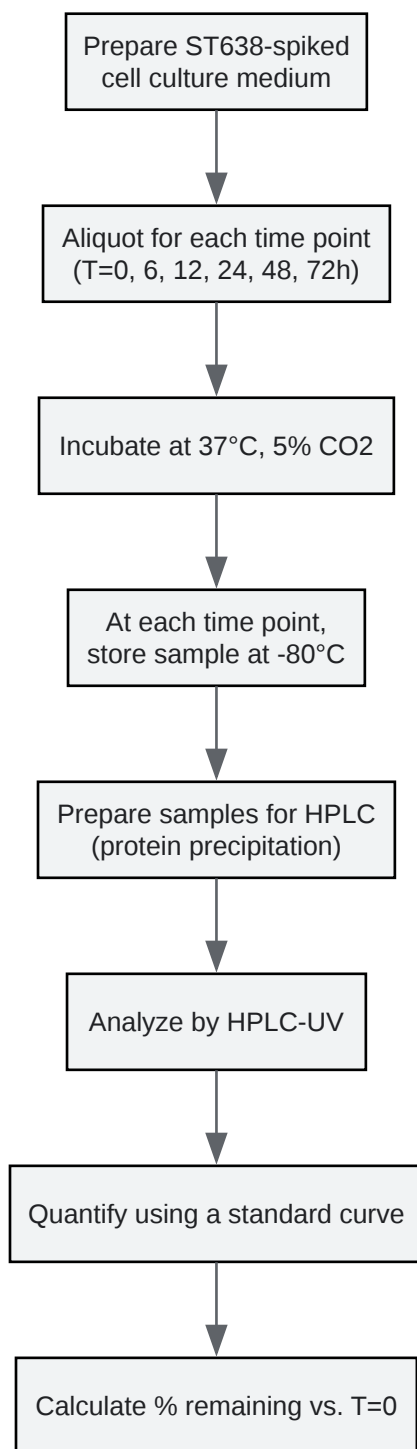 Prepare ST638-spiked
cell culture medium
Aliquot for each time point
(T=0, 6, 12, 24, 48, 72h)
Incubate at 37°C, 5% CO2
At each time point,
store sample at -80°C
Prepare samples for HPLC
(protein precipitation)
Analyze by HPLC-UV
Quantify using a standard curve
Calculate % remaining vs. T=0